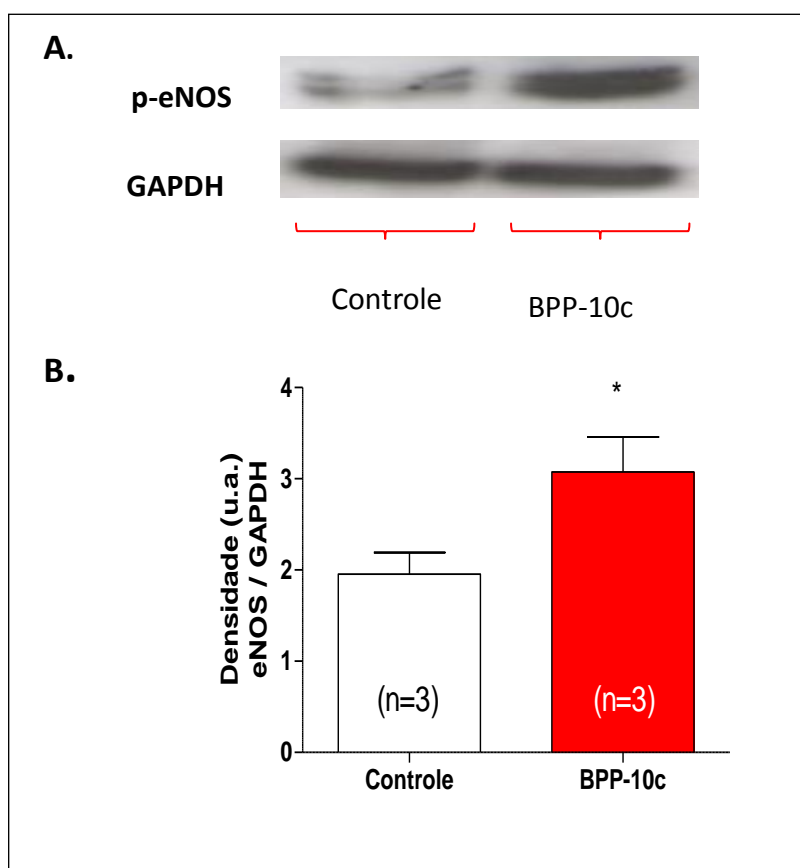 A.
p-eNOS
GAPDH
Controle
BPP-10c
B.
Densidade (u.a.)
eNOS / GAPDH
4
3
2
1
0
*
(n=3)
(n=3)
Controle
BPP-10c